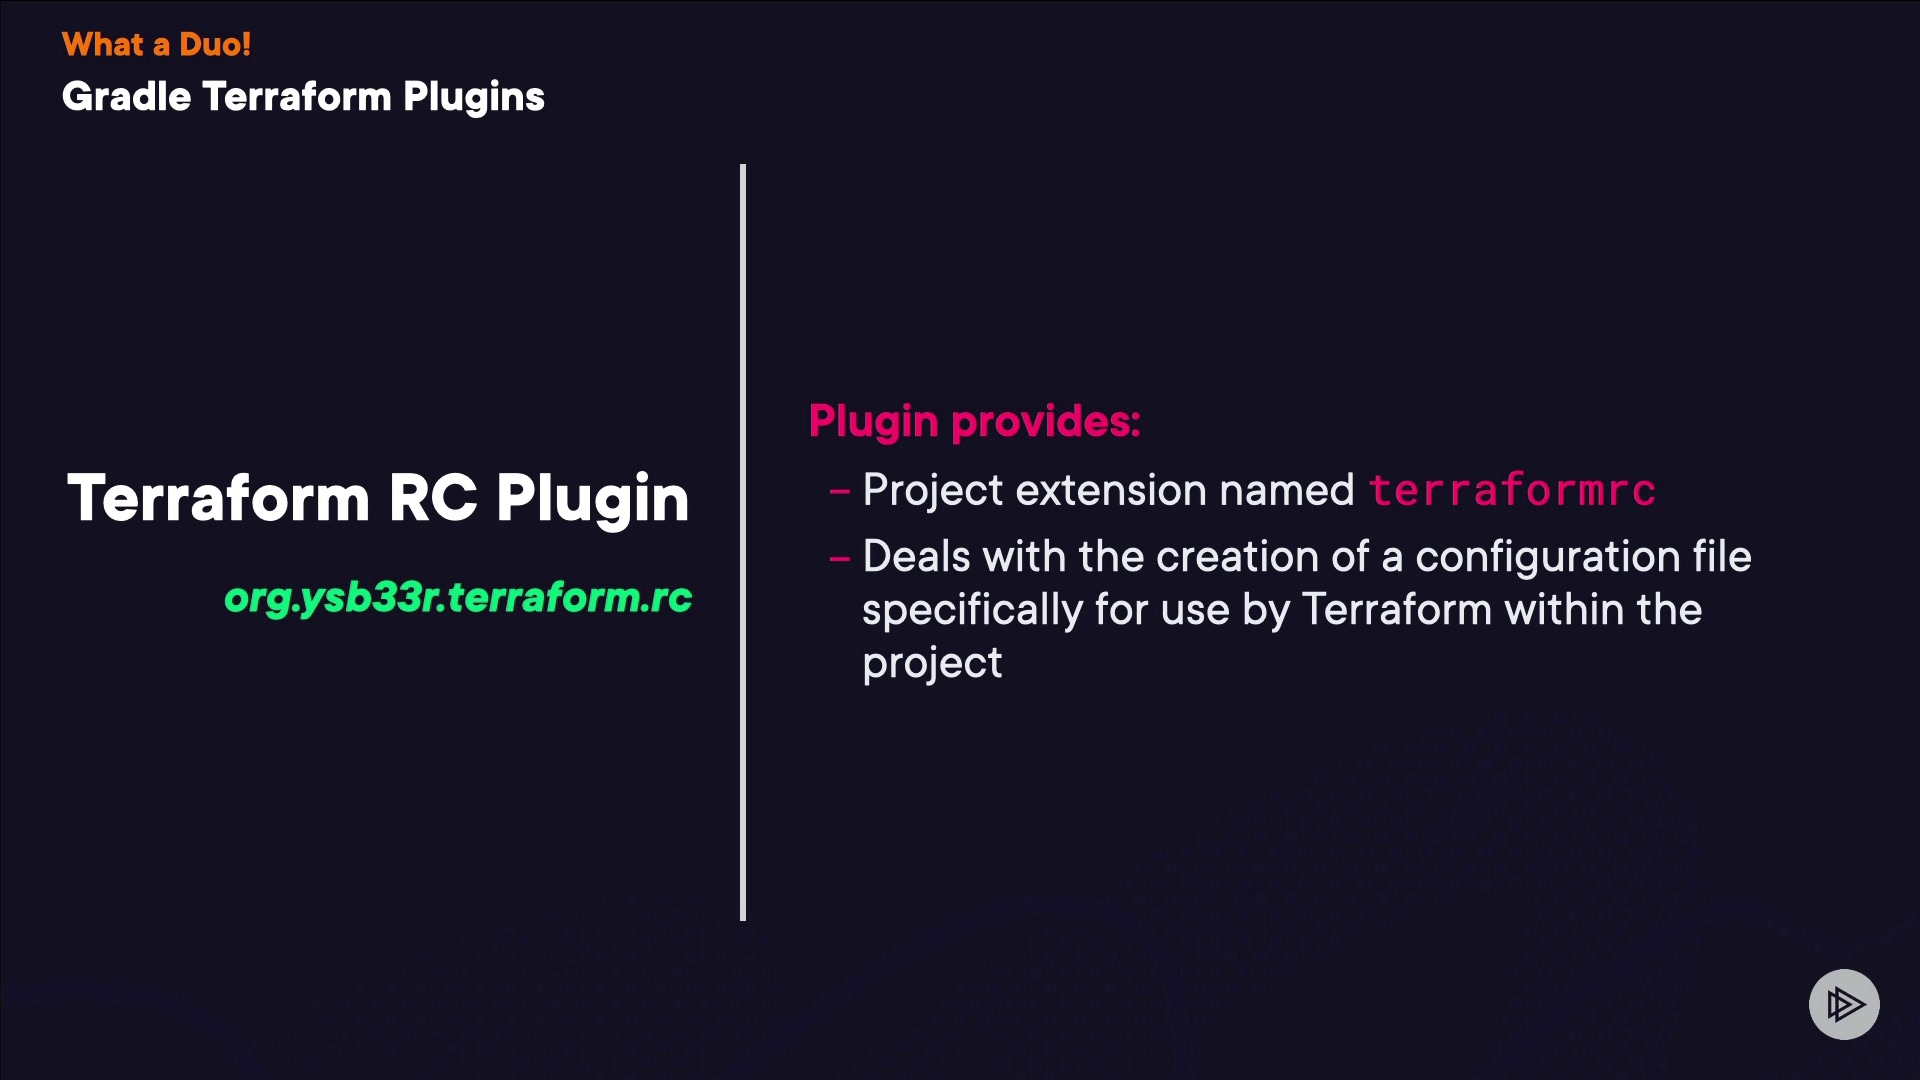 What a Duo!
Gradle Terraform Plugins
Terraform RC Plugin
org.ysb33r.terraform.rc
Plugin provides:
– Project extension named terraformrc
– Deals with the creation of a configuration file
specifically for use by Terraform within the
project